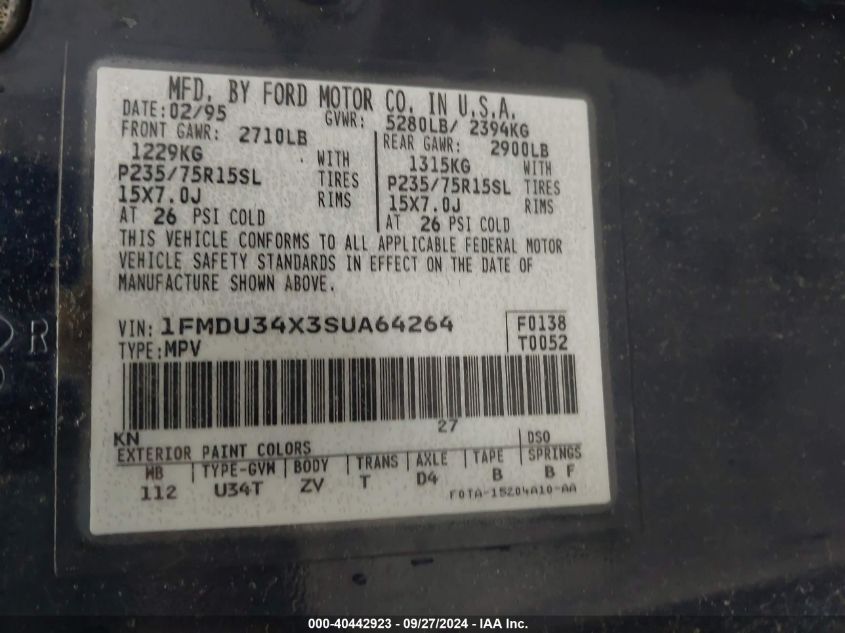 MFD. BY FORD MOTOR CO. IN U.S.A.
DATE: 02/95 GVWR: 5280LB/ 2394KG
FRONT GAWR: 2710LB REAR GAWR: 2900LB
1229KG WITH 1315KG WITH
P235/75R15SL TIRES P235/75R15SL TIRES
15X7.0J RIMS 15X7.0J RIMS
AT 26 PSI COLD AT 26 PSI COLD
THIS VEHICLE CONFORMS TO ALL APPLICABLE FEDERAL MOTOR
VEHICLE SAFETY STANDARDS IN EFFECT ON THE DATE OF
MANUFACTURE SHOWN ABOVE.
VIN: 1FMDU34X3SUA64264 F0138
TYPE: MPV T0052
27
KN DSO
EXTERIOR PAINT COLORS
WB TYPE-GVW BODY TRANS AXLE TAPE SPRINGS
112 U34T ZV T D4 B B F
F0TA-15204A10-AA
R
000-40442923 - 09/27/2024 - IAA Inc.